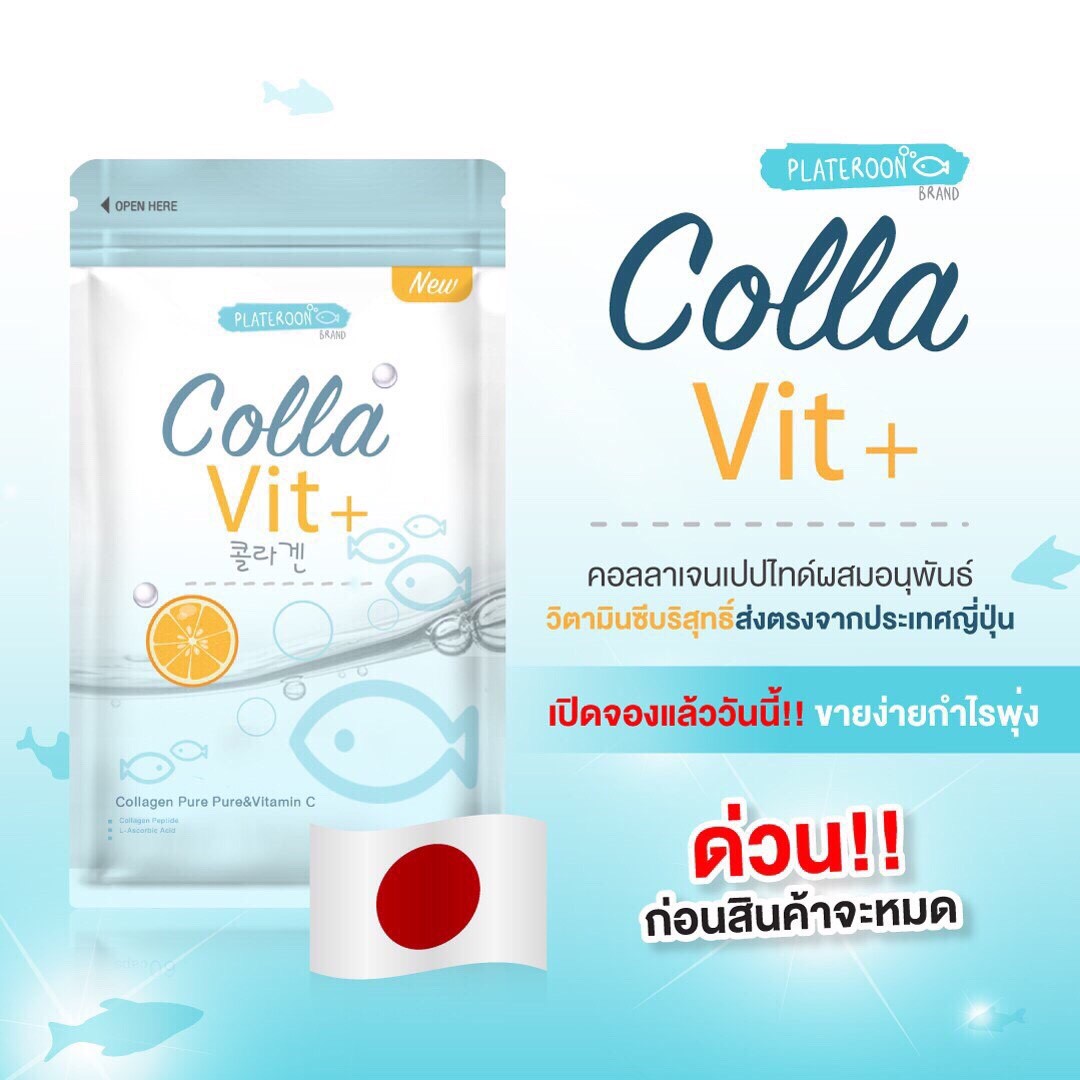 OPEN HERE
New
PLATEROON
BRAND
Colla
Vit +
콜라겐
Collagen Pure Pure&Vitamin C
Collagen Peptide
L-Ascorbic Acid
PLATEROON
BRAND
Colla
Vit +
คอลลาเจนเปปไทด์ผสมอนุพันธ์
วิตามินซีบริสุทธิ์ส่งตรงจากประเทศญี่ปุ่น
เปิดจองแล้ววันนี้!! ขายง่ายกำไรพุ่ง
ด่วน!!
ก่อนสินค้าจะหมด